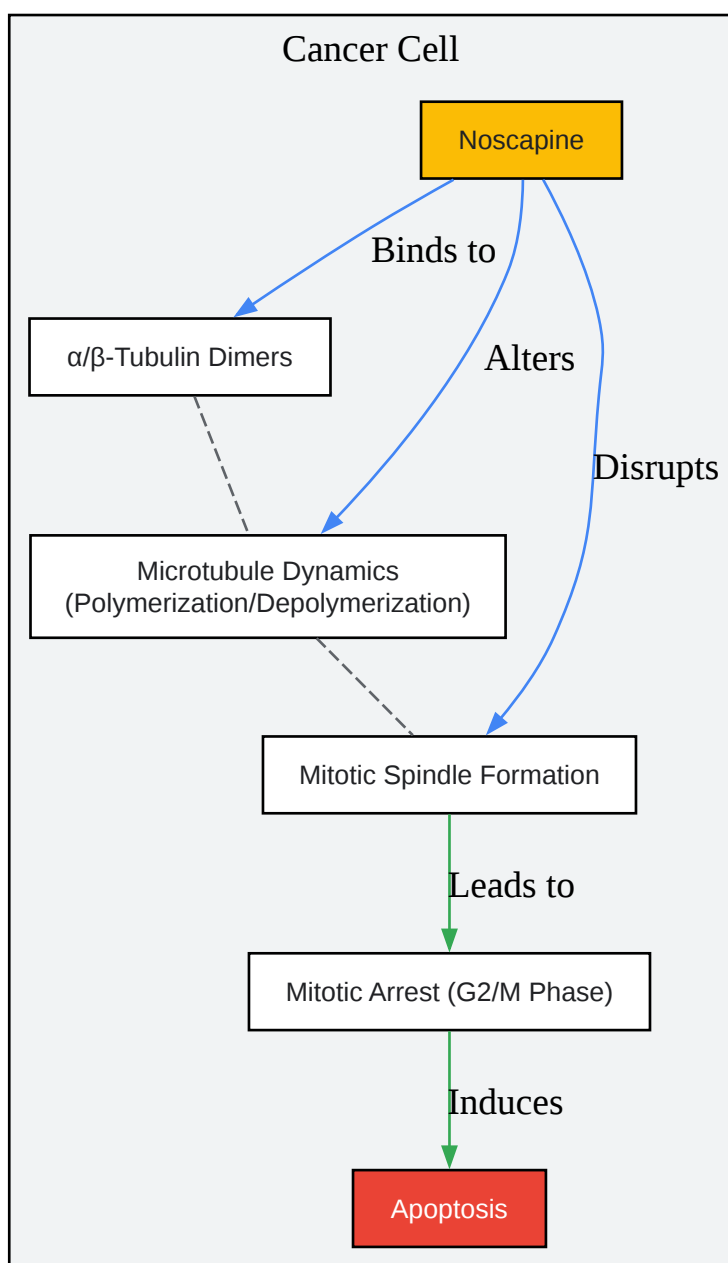 Cancer Cell
Noscapine
Binds to
α/β-Tubulin Dimers
Alters
Disrupts
Microtubule Dynamics
(Polymerization/Depolymerization)
Mitotic Spindle Formation
Leads to
Mitotic Arrest (G2/M Phase)
Induces
Apoptosis